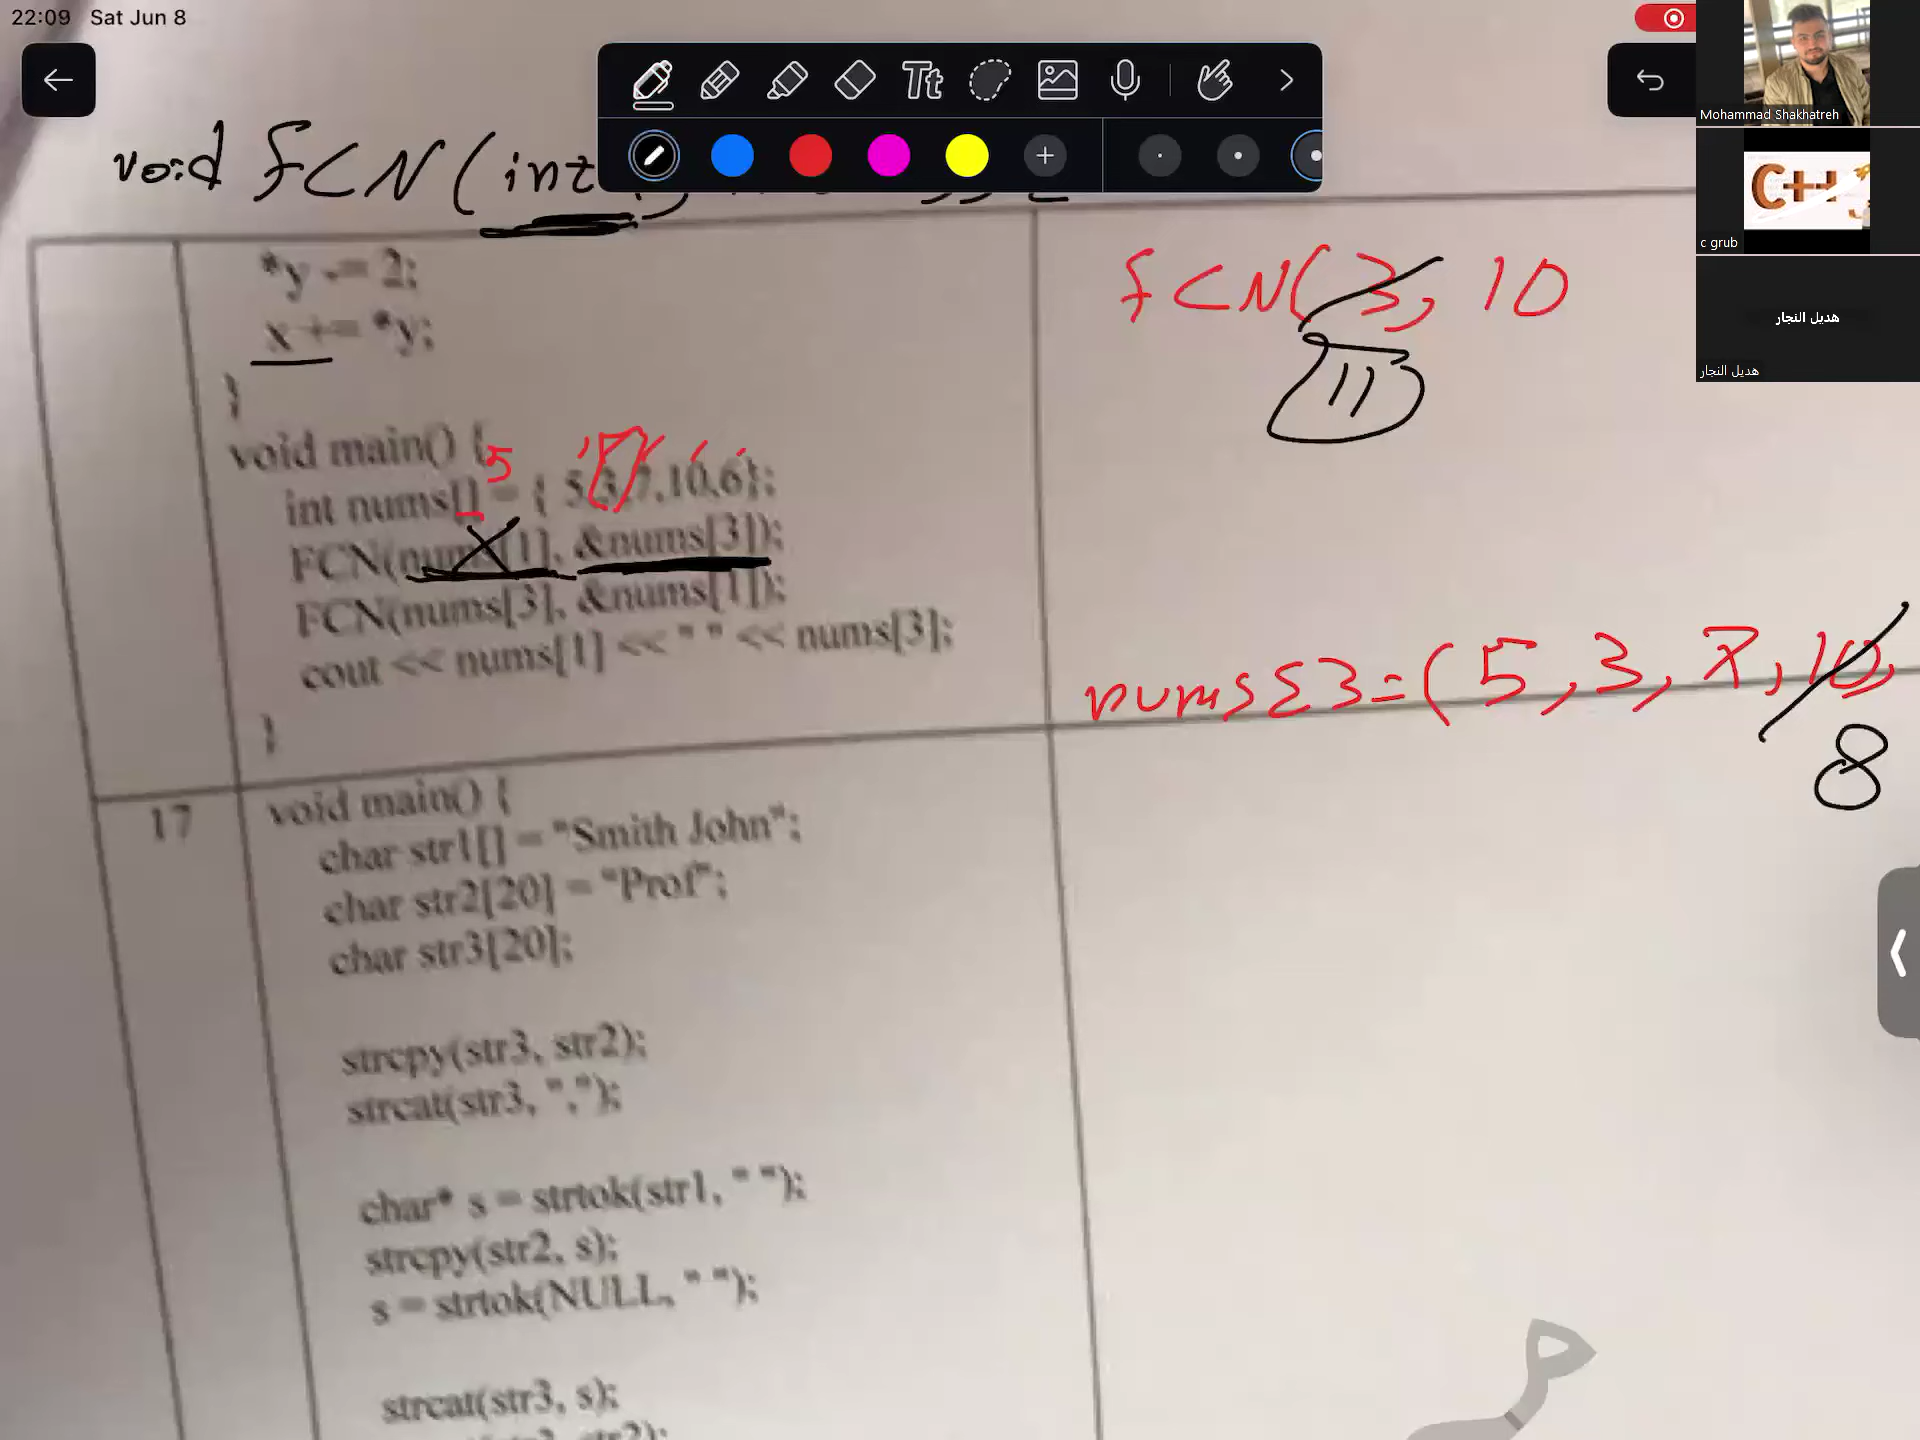 22:09 Sat Jun 8
Tt
Mohammad Shakhatreh
C++
c grub
هديل النجار
هديل النجار
void fCN(int
*y -= 2;
x += *y;
}
void main() {
5
int nums[] = { 5,3,7,10,6};
FCN(nums[1], &nums[3]);
FCN(nums[3], &nums[1]);
cout << nums[1] << " " << nums[3];
}
fCN(3, 10
11
nums[]=(5,3,7,10,
8
17
void main() {
char str1[] = "Smith John";
char str2[20] = "Prof";
char str3[20];
strcpy(str3, str2);
strcat(str3, ",");
char* s = strtok(str1, " ");
strcpy(str2, s);
s = strtok(NULL, " ");
strcat(str3, s);